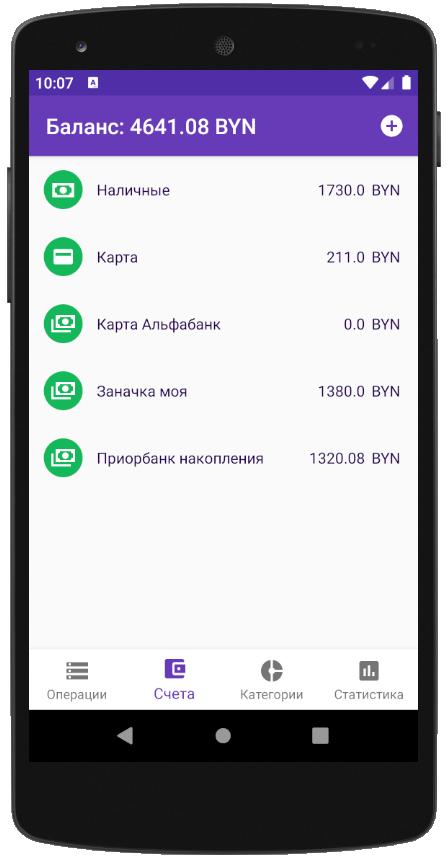 10:07 A
Баланс: 4641.08 BYN
Наличные 1730.0 BYN
Карта 211.0 BYN
Карта Альфабанк 0.0 BYN
Заначка моя 1380.0 BYN
Приорбанк накопления 1320.08 BYN
Операции Счета Категории Статистика